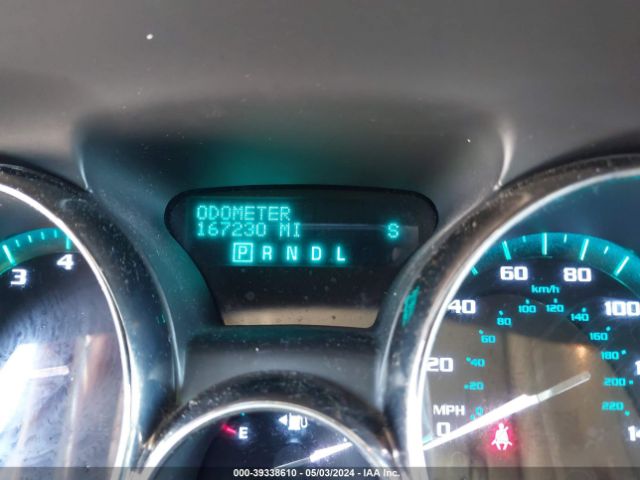 ODOMETER
167230 MI S
P R N D L
3 4
E
0 20 40 60 80 100 14
km/h
20 40 60 80 100 120 140 160 180 200 220
MPH
000-39338610 - 05/03/2024 - IAA Inc.